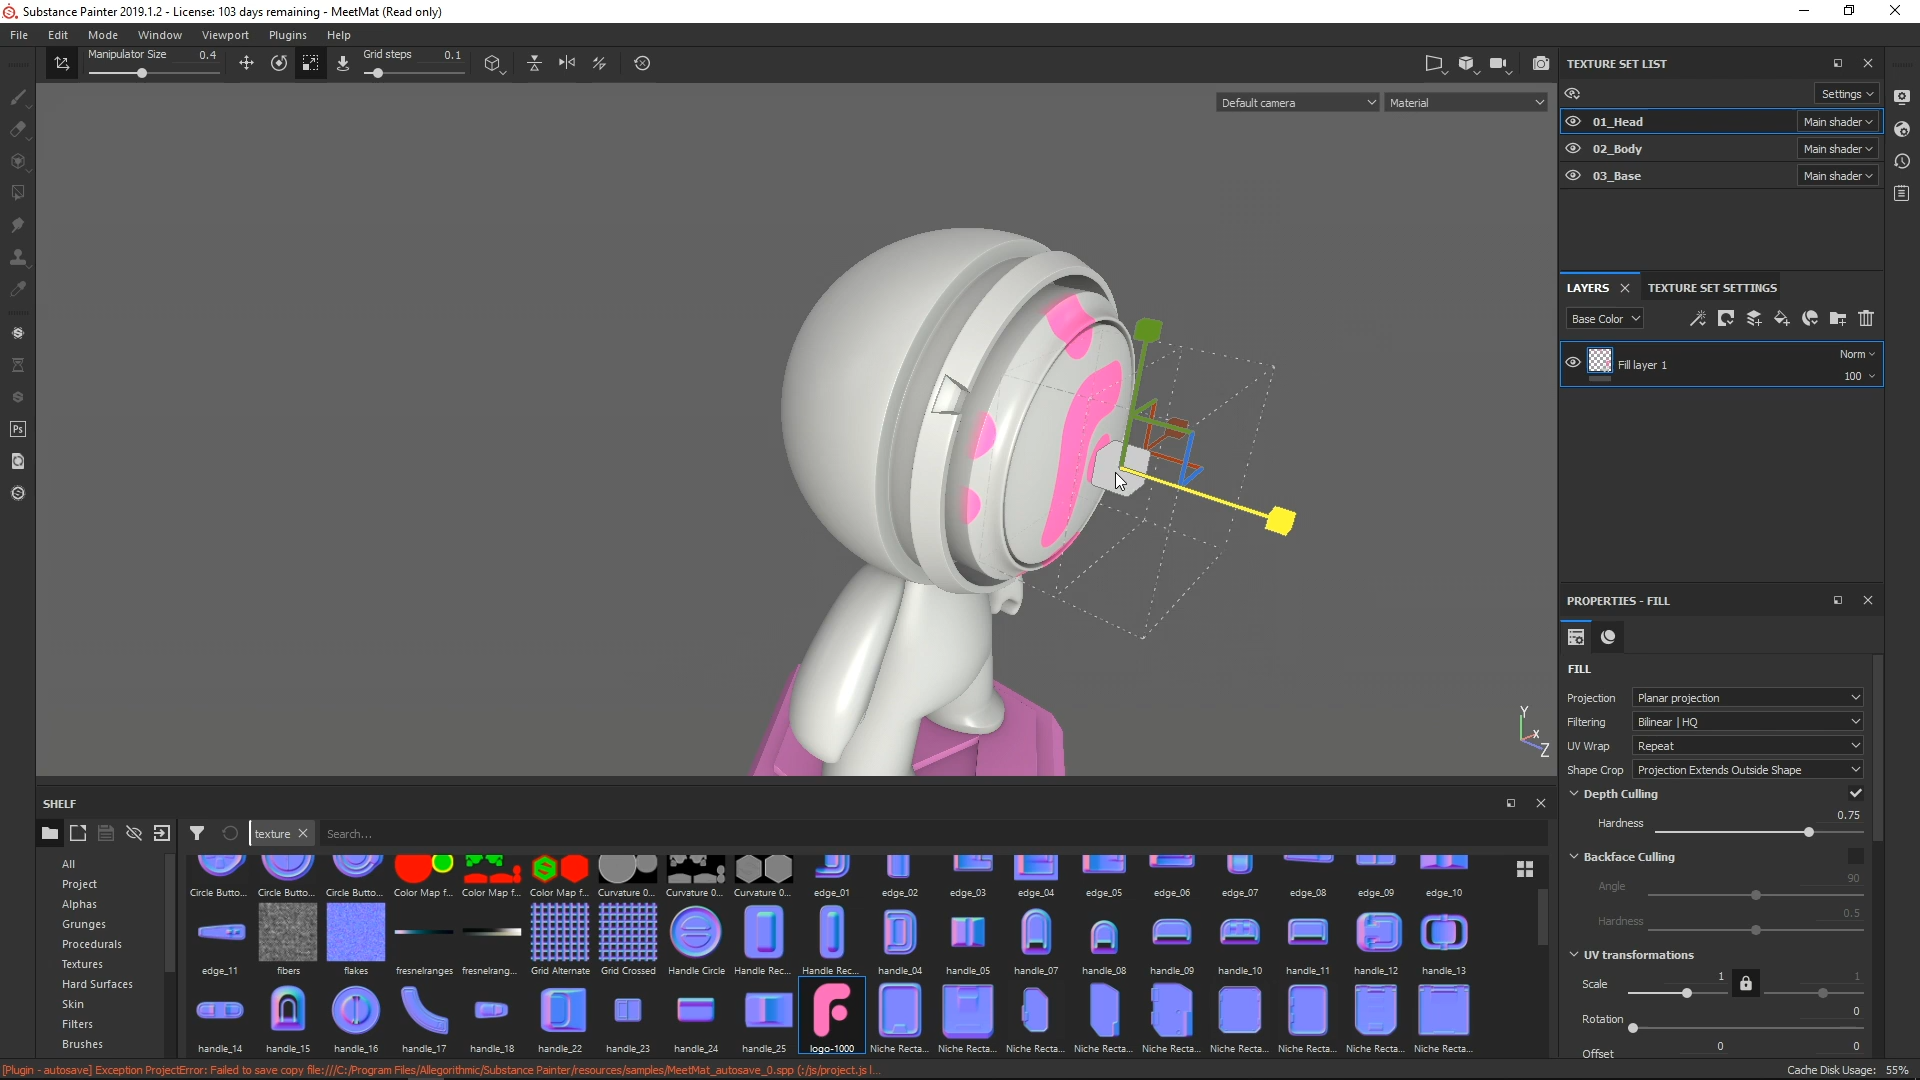 Substance Painter 2019.1.2 - License: 103 days remaining - MeetMat (Read only)
File Edit Mode Window Viewport Plugins Help
Manipulator Size 0.4
Grid steps 0.1
Default camera
Material
TEXTURE SET LIST
Settings
01_Head Main shader
02_Body Main shader
03_Base Main shader
LAYERS TEXTURE SET SETTINGS
Base Color
Fill layer 1 Norm
100
PROPERTIES - FILL
FILL
Projection Planar projection
Filtering Bilinear | HQ
UV Wrap Repeat
Shape Crop Projection Extends Outside Shape
Depth Culling
Hardness 0.75
Backface Culling
Angle 90
Hardness 0.5
UV transformations
Scale 1 1
Rotation 0
Offset 0 0
Y
X
Z
SHELF
texture Search...
All
Project
Alphas
Grunges
Procedurals
Textures
Hard Surfaces
Skin
Filters
Brushes
Circle Butto... Circle Butto... Circle Butto... Color Map f... Color Map f... Color Map f... Curvature 0... Curvature 0... Curvature 0... edge_01 edge_02 edge_03 edge_04 edge_05 edge_06 edge_07 edge_08 edge_09 edge_10
edge_11 fibers flakes fresnelranges fresnelrang... Grid Alternate Grid Crossed Handle Circle Handle Rec... Handle Rec... handle_04 handle_05 handle_07 handle_08 handle_09 handle_10 handle_11 handle_12 handle_13
handle_14 handle_15 handle_16 handle_17 handle_18 handle_22 handle_23 handle_24 handle_25 logo-1000 Niche Recta... Niche Recta... Niche Recta... Niche Recta... Niche Recta... Niche Recta... Niche Recta... Niche Recta... Niche Recta...
[Plugin - autosave] Exception ProjectError: Failed to save copy file:///C:/Program Files/Allegorithmic/Substance Painter/resources/samples/MeetMat_autosave_0.spp (:/js/project.js l...
Cache Disk Usage: 55%
Ps